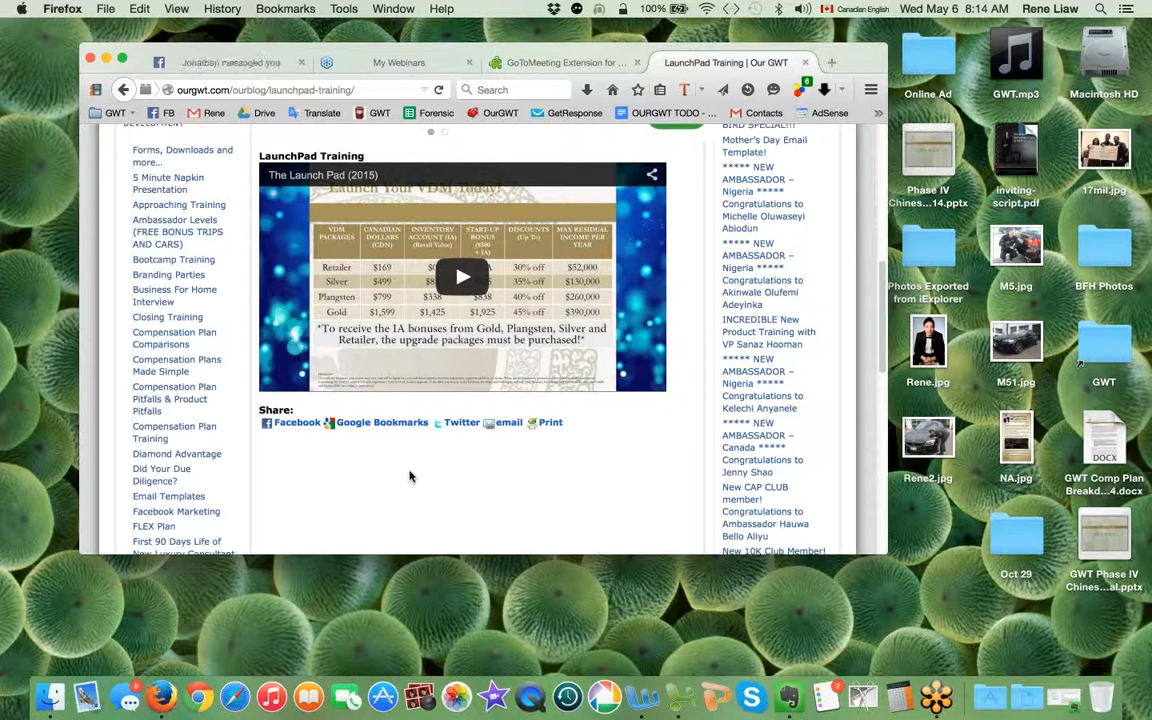 Firefox File Edit View History Bookmarks Tools Window Help 100% Canadian English Wed May 6 8:14 AM Rene Liaw
messaged you My Webinars GoToMeeting Extension for ... LaunchPad Training | Our GWT
ourgwt.com/ourblog/launchpad-training/ Search 6
GWT FB Rene Drive Translate GWT Forensic OurGWT GetResponse OURGWT TODO - ... Contacts AdSense
Forms, Downloads and
more...
5 Minute Napkin
Presentation
Approaching Training
Ambassador Levels
(FREE BONUS TRIPS
AND CARS)
Bootcamp Training
Branding Parties
Business For Home
Interview
Closing Training
Compensation Plan
Comparisons
Compensation Plans
Made Simple
Compensation Plan
Pitfalls & Product
Pitfalls
Compensation Plan
Training
Diamond Advantage
Did Your Due
Diligence?
Email Templates
Facebook Marketing
FLEX Plan
First 90 Days Life of
New Luxury Consultant
LaunchPad Training
The Launch Pad (2015)
Launch Your VDM Today!
VDM PACKAGES CANADIAN DOLLARS (CDN) INVENTORY ACCOUNT (IA) (Retail Value) START-UP BONUS ($500 + IA) DISCOUNTS (Up To) MAX RESIDUAL INCOME PER YEAR
Retailer $169 30% off $52,000
Silver $499 35% off $130,000
Plangsten $799 $338 $838 40% off $260,000
Gold $1,599 $1,425 $1,925 45% off $390,000
*To receive the IA bonuses from Gold, Plangsten, Silver and
Retailer, the upgrade packages must be purchased!*
Share:
Facebook Google Bookmarks Twitter email Print
BIRD SPECIAL!!!
Mother's Day Email
Template!
***** NEW
AMBASSADOR –
Nigeria *****
Congratulations to
Michelle Oluwaseyi
Abiodun
***** NEW
AMBASSADOR –
Nigeria *****
Congratulations to
Akinwale Olufemi
Adeyinka
INCREDIBLE New
Product Training with
VP Sanaz Hooman
***** NEW
AMBASSADOR –
Nigeria *****
Congratulations to
Kelechi Anyanele
***** NEW
AMBASSADOR –
Canada *****
Congratulations to
Jenny Shao
New CAP CLUB
member!
Congratulations to
Ambassador Hauwa
Bello Aliyu
New 10K Club Member!
Online Ad GWT.mp3 Macintosh HD
Phase IV
Chines...14.pptx
inviting-
script.pdf
17mil.jpg
Photos Exported
from iExplorer
M5.jpg BFH Photos
Rene.jpg M51.jpg GWT
DOCX
Rene2.jpg NA.jpg GWT Comp Plan
Breakd...4.docx
Oct 29 GWT Phase IV
Chines...al.pptx